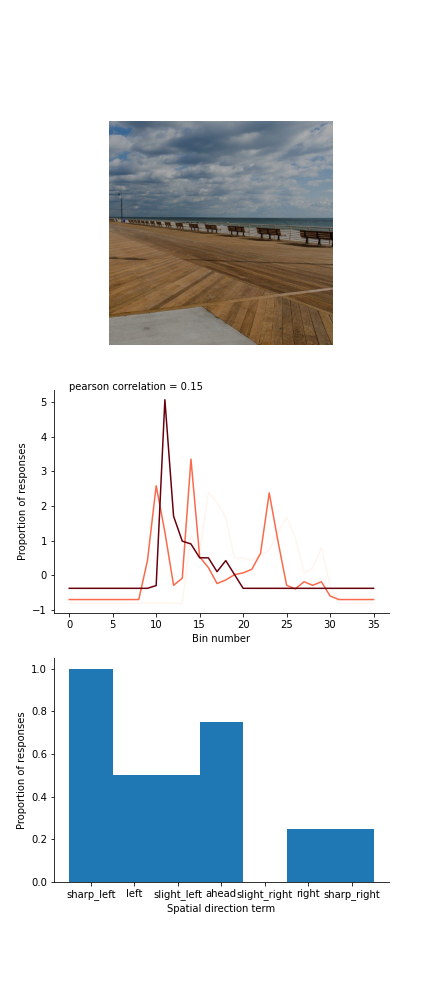 pearson correlation = 0.15
5
4
3
2
1
0
−1
Proportion of responses
0 5 10 15 20 25 30 35
Bin number
1.0
0.8
0.6
0.4
0.2
0.0
Proportion of responses
sharp_left left slight_left ahead slight_right right sharp_right
Spatial direction term